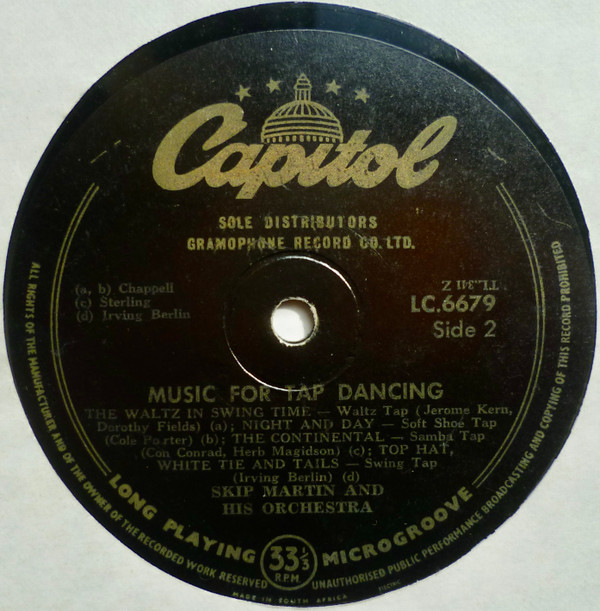 Capitol
SOLE DISTRIBUTORS
GRAMOPHONE RECORD CO. LTD.
(a, b) Chappell
(c) Sterling
(d) Irving Berlin
LC.6679
Side 2
MUSIC FOR TAP DANCING
THE WALTZ IN SWING TIME — Waltz Tap (Jerome Kern,
Dorothy Fields) (a); NIGHT AND DAY — Soft Shoe Tap
(Cole Porter) (b); THE CONTINENTAL — Samba Tap
(Con Conrad, Herb Magidson) (c); TOP HAT,
WHITE TIE AND TAILS — Swing Tap
(Irving Berlin) (d)
SKIP MARTIN AND
HIS ORCHESTRA
LONG PLAYING 33⅓ R.P.M. MICROGROOVE
ALL RIGHTS OF THE MANUFACTURER AND OF THE OWNER OF THE RECORDED WORK RESERVED
UNAUTHORISED PUBLIC PERFORMANCE BROADCASTING AND COPYING OF THIS RECORD PROHIBITED
MADE IN SOUTH AFRICA